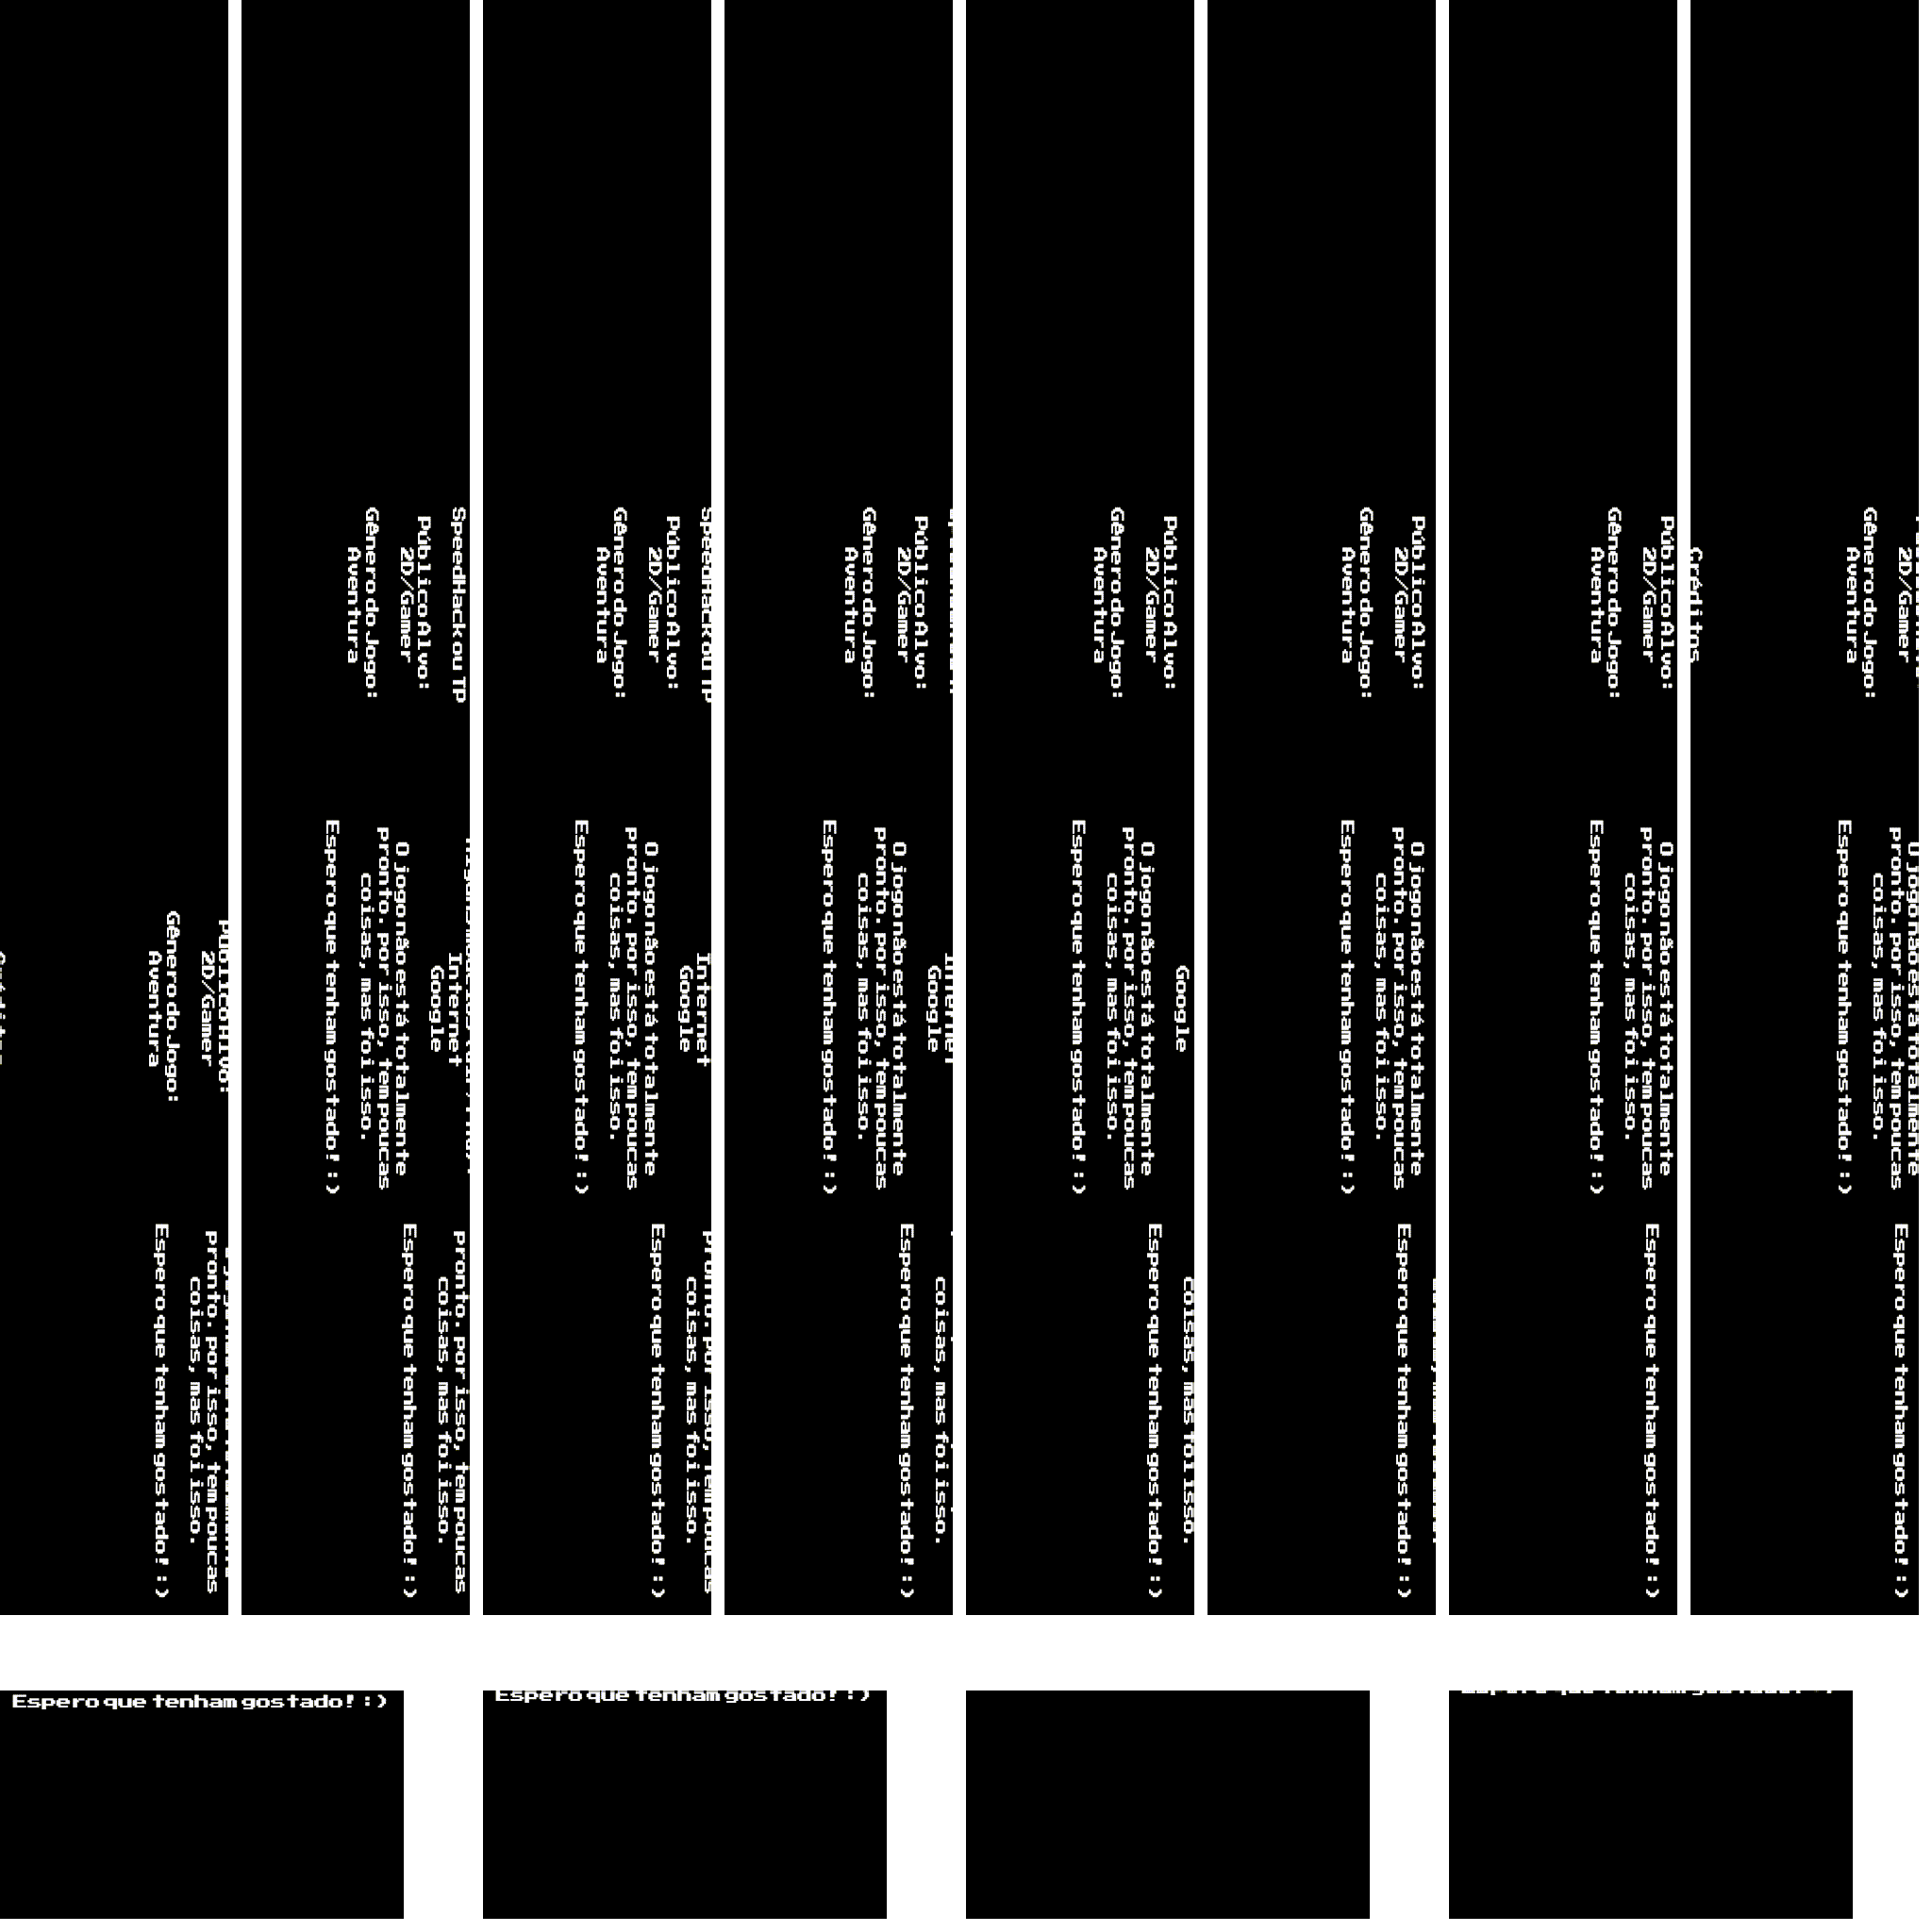 Público Alvo:
2D/Gamer
Gênero do Jogo:
Aventura
pronto. por isso, tem poucas
coisas, mas foi isso.
Espero que tenham gostado! :)
SpeedHack ou TP
Público Alvo:
2D/Gamer
Gênero do Jogo:
Aventura
Internet
Google
O jogo não está totalmente
pronto. por isso, tem poucas
coisas, mas foi isso.
Espero que tenham gostado! :)
pronto. por isso, tem poucas
coisas, mas foi isso.
Espero que tenham gostado! :)
SpeedHack ou TP
Público Alvo:
2D/Gamer
Gênero do Jogo:
Aventura
Internet
Google
O jogo não está totalmente
pronto. por isso, tem poucas
coisas, mas foi isso.
Espero que tenham gostado! :)
pronto. por isso, tem poucas
coisas, mas foi isso.
Espero que tenham gostado! :)
Público Alvo:
2D/Gamer
Gênero do Jogo:
Aventura
Internet
Google
O jogo não está totalmente
pronto. por isso, tem poucas
coisas, mas foi isso.
Espero que tenham gostado! :)
coisas, mas foi isso.
Espero que tenham gostado! :)
Público Alvo:
2D/Gamer
Gênero do Jogo:
Aventura
Google
O jogo não está totalmente
pronto. por isso, tem poucas
coisas, mas foi isso.
Espero que tenham gostado! :)
coisas, mas foi isso.
Espero que tenham gostado! :)
Público Alvo:
2D/Gamer
Gênero do Jogo:
Aventura
O jogo não está totalmente
pronto. por isso, tem poucas
coisas, mas foi isso.
Espero que tenham gostado! :)
Espero que tenham gostado! :)
Público Alvo:
2D/Gamer
Gênero do Jogo:
Aventura
O jogo não está totalmente
pronto. por isso, tem poucas
coisas, mas foi isso.
Espero que tenham gostado! :)
Espero que tenham gostado! :)
Créditos
2D/Gamer
Gênero do Jogo:
Aventura
O jogo não está totalmente
pronto. por isso, tem poucas
coisas, mas foi isso.
Espero que tenham gostado! :)
Espero que tenham gostado! :)
Espero que tenham gostado! :)
Espero que tenham gostado! :)